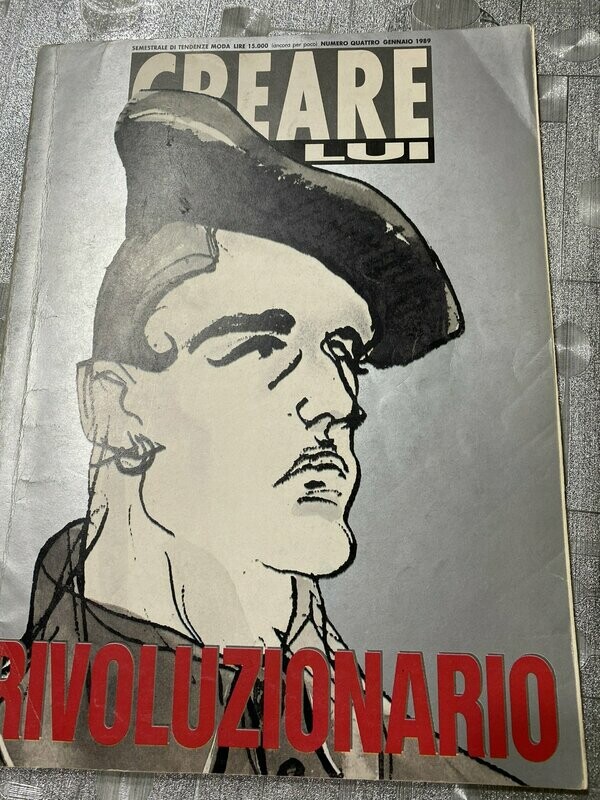 SEMESTRALE DI TENDENZE MODA LIRE 15.000 (ancora per poco) NUMERO QUATTRO GENNAIO 1989
CREARE
LUI
RIVOLUZIONARIO